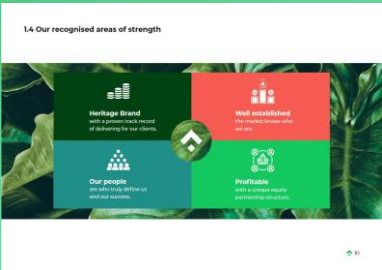 1.4 Our recognised areas of strength
Heritage Brand
with a proven track record
of delivering for our clients.
Well established
the market knows who
we are.
Our people
are who truly define us
and our success.
Profitable
with a unique equity
partnership structure.
10